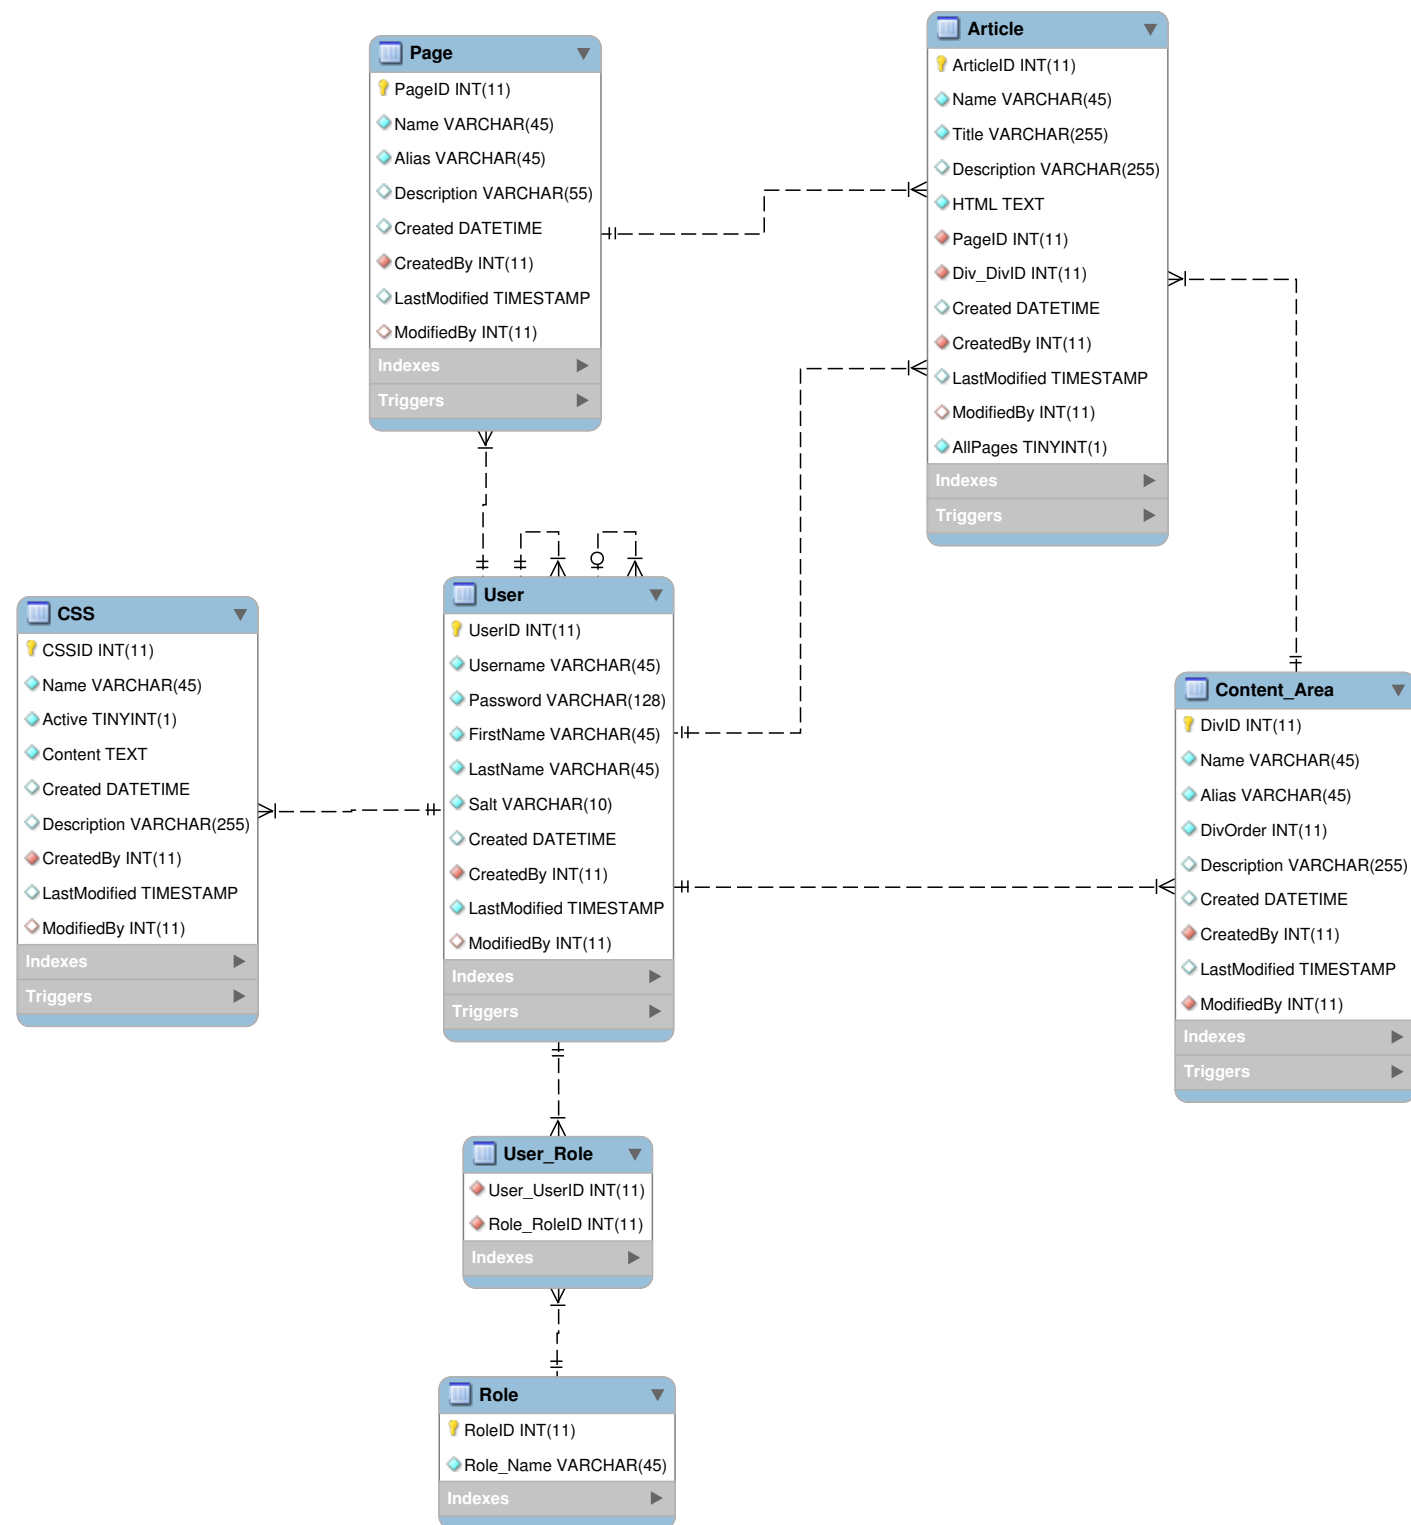 Page
PageID INT(11)
Name VARCHAR(45)
Alias VARCHAR(45)
Description VARCHAR(55)
Created DATETIME
CreatedBy INT(11)
LastModified TIMESTAMP
ModifiedBy INT(11)
Indexes
Triggers
Article
ArticleID INT(11)
Name VARCHAR(45)
Title VARCHAR(255)
Description VARCHAR(255)
HTML TEXT
PageID INT(11)
Div_DivID INT(11)
Created DATETIME
CreatedBy INT(11)
LastModified TIMESTAMP
ModifiedBy INT(11)
AllPages TINYINT(1)
Indexes
Triggers
CSS
CSSID INT(11)
Name VARCHAR(45)
Active TINYINT(1)
Content TEXT
Created DATETIME
Description VARCHAR(255)
CreatedBy INT(11)
LastModified TIMESTAMP
ModifiedBy INT(11)
Indexes
Triggers
User
UserID INT(11)
Username VARCHAR(45)
Password VARCHAR(128)
FirstName VARCHAR(45)
LastName VARCHAR(45)
Salt VARCHAR(10)
Created DATETIME
CreatedBy INT(11)
LastModified TIMESTAMP
ModifiedBy INT(11)
Indexes
Triggers
Content_Area
DivID INT(11)
Name VARCHAR(45)
Alias VARCHAR(45)
DivOrder INT(11)
Description VARCHAR(255)
Created DATETIME
CreatedBy INT(11)
LastModified TIMESTAMP
ModifiedBy INT(11)
Indexes
Triggers
User_Role
User_UserID INT(11)
Role_RoleID INT(11)
Indexes
Role
RoleID INT(11)
Role_Name VARCHAR(45)
Indexes